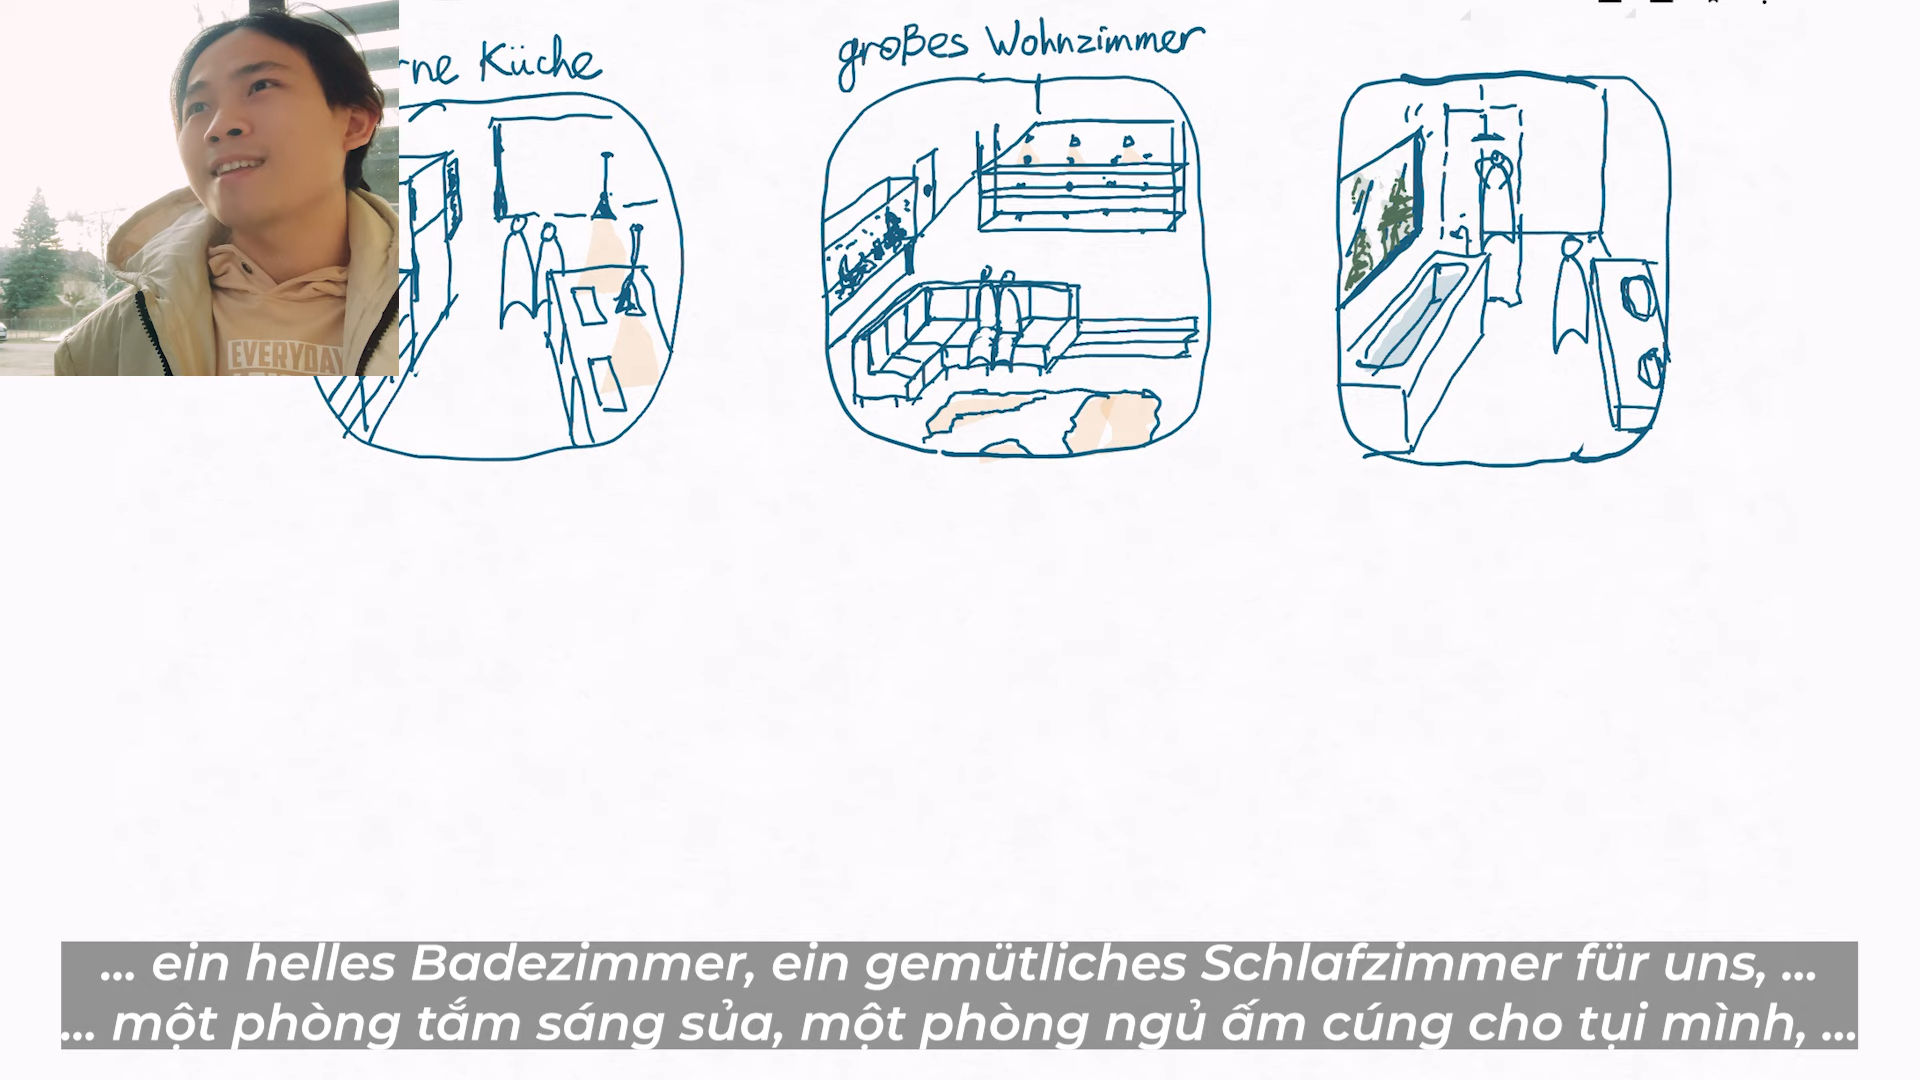 rne Küche
großes Wohnzimmer
EVERYDAY
... ein helles Badezimmer, ein gemütliches Schlafzimmer für uns, ...
... một phòng tắm sáng sủa, một phòng ngủ ấm cúng cho tụi mình, ...